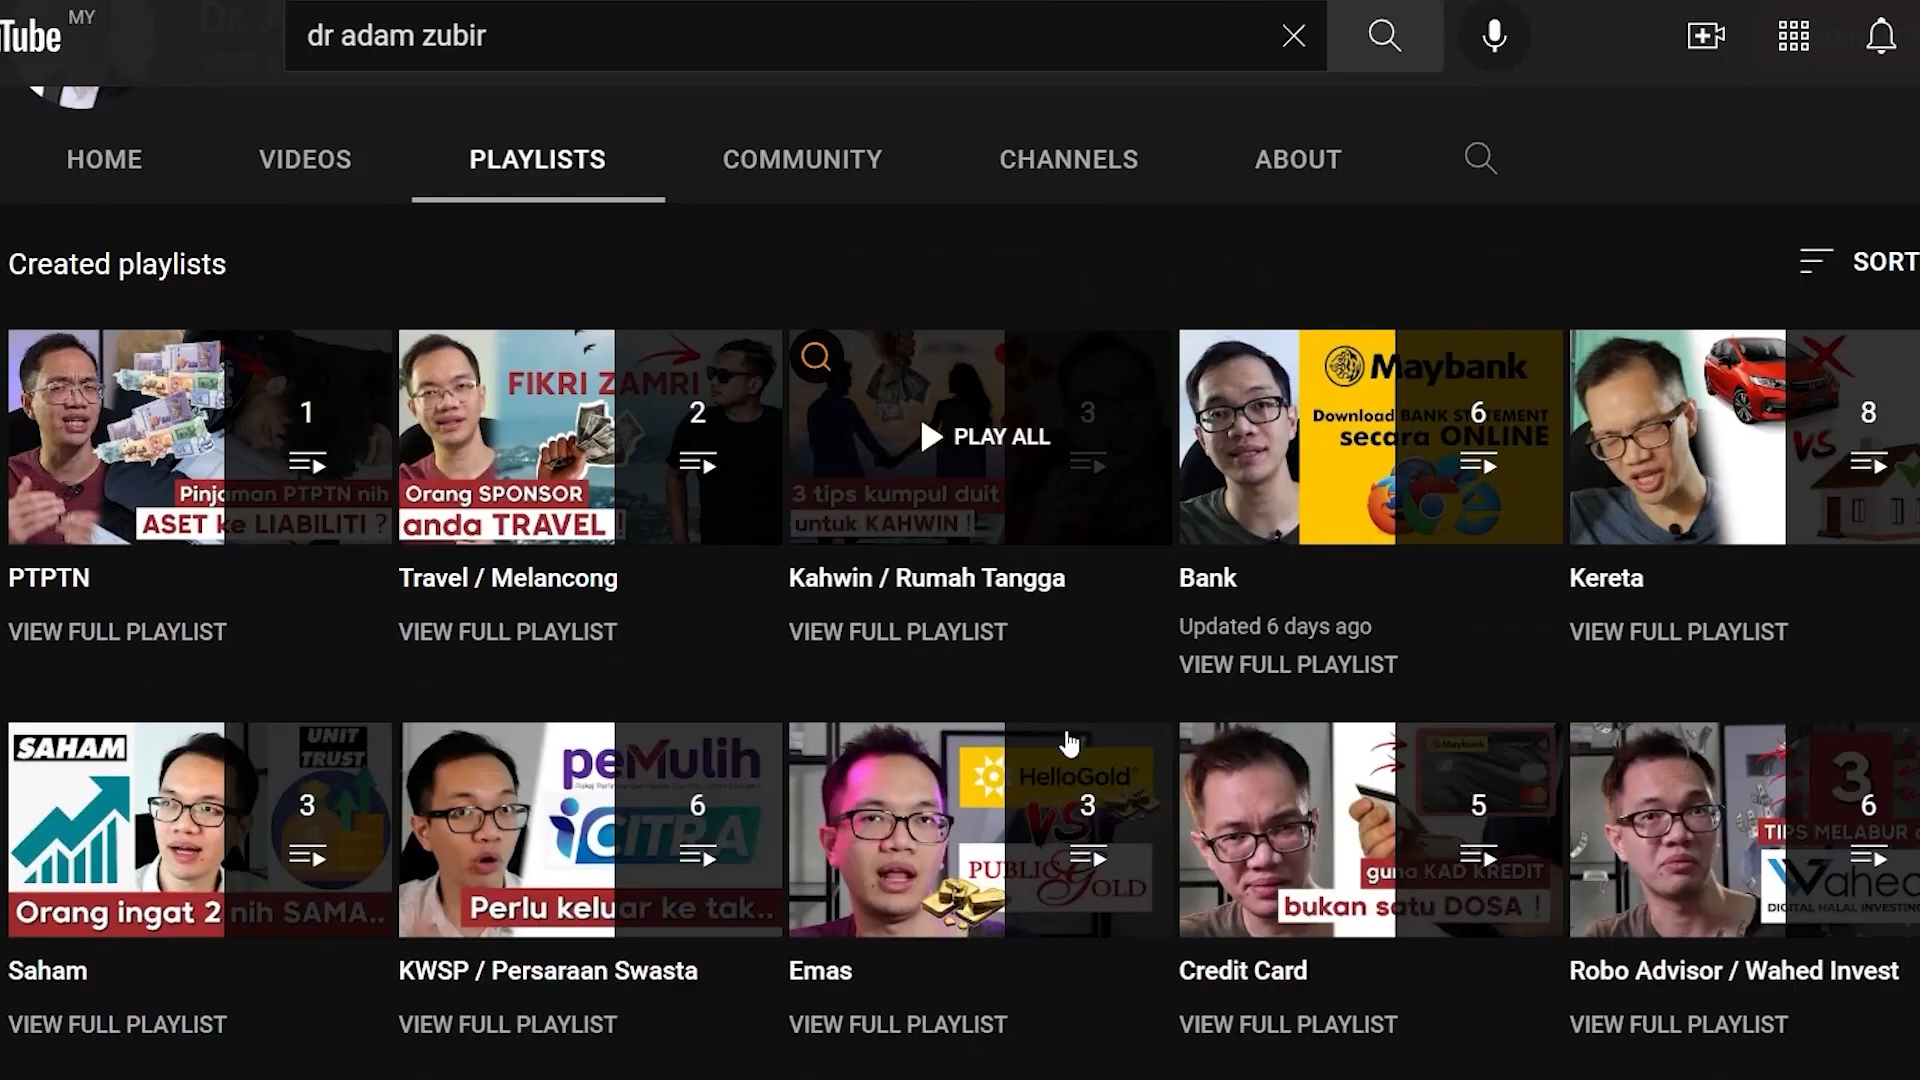 Tube MY
dr adam zubir
HOME VIDEOS PLAYLISTS COMMUNITY CHANNELS ABOUT
Created playlists
SORT
1
Pinjaman PTPTN nih
ASET ke LIABILITI ?
FIKRI ZAMRI
2
Orang SPONSOR
anda TRAVEL !
3
PLAY ALL
3 tips kumpul duit
untuk KAHWIN !
Maybank
Download BANK STATEMENT
secara ONLINE
6
8
VS
PTPTN
VIEW FULL PLAYLIST
Travel / Melancong
VIEW FULL PLAYLIST
Kahwin / Rumah Tangga
VIEW FULL PLAYLIST
Bank
Updated 6 days ago
VIEW FULL PLAYLIST
Kereta
VIEW FULL PLAYLIST
SAHAM
UNIT
TRUST
3
Orang ingat 2 nih SAMA..
peMulih
iCITRA
6
Perlu keluar ke tak..
HelloGold
VS
3
PUBLIC GOLD
Maybank
5
guna KAD KREDIT
bukan satu DOSA !
3
6
TIPS MELABUR
Wahed
DIGITAL HALAL INVESTING
Saham
VIEW FULL PLAYLIST
KWSP / Persaraan Swasta
VIEW FULL PLAYLIST
Emas
VIEW FULL PLAYLIST
Credit Card
VIEW FULL PLAYLIST
Robo Advisor / Wahed Invest
VIEW FULL PLAYLIST